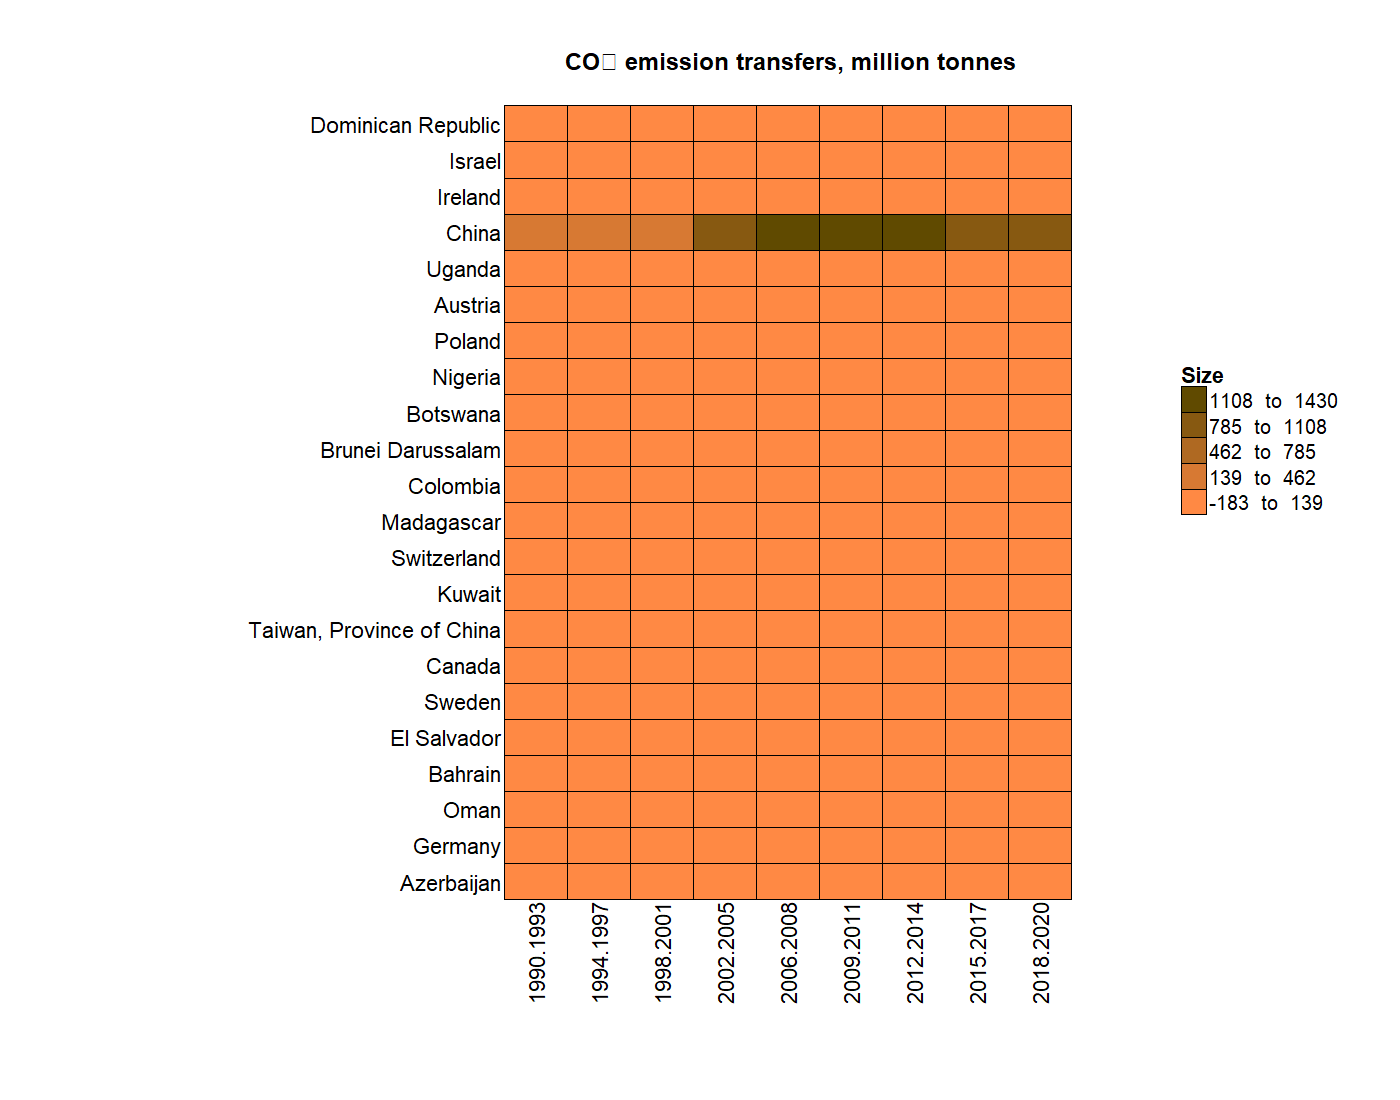 CO□ emission transfers, million tonnes
Dominican Republic
Israel
Ireland
China
Uganda
Austria
Poland
Nigeria
Botswana
Brunei Darussalam
Colombia
Madagascar
Switzerland
Kuwait
Taiwan, Province of China
Canada
Sweden
El Salvador
Bahrain
Oman
Germany
Azerbaijan
1990.1993
1994.1997
1998.2001
2002.2005
2006.2008
2009.2011
2012.2014
2015.2017
2018.2020
Size
1108 to 1430
785 to 1108
462 to 785
139 to 462
-183 to 139